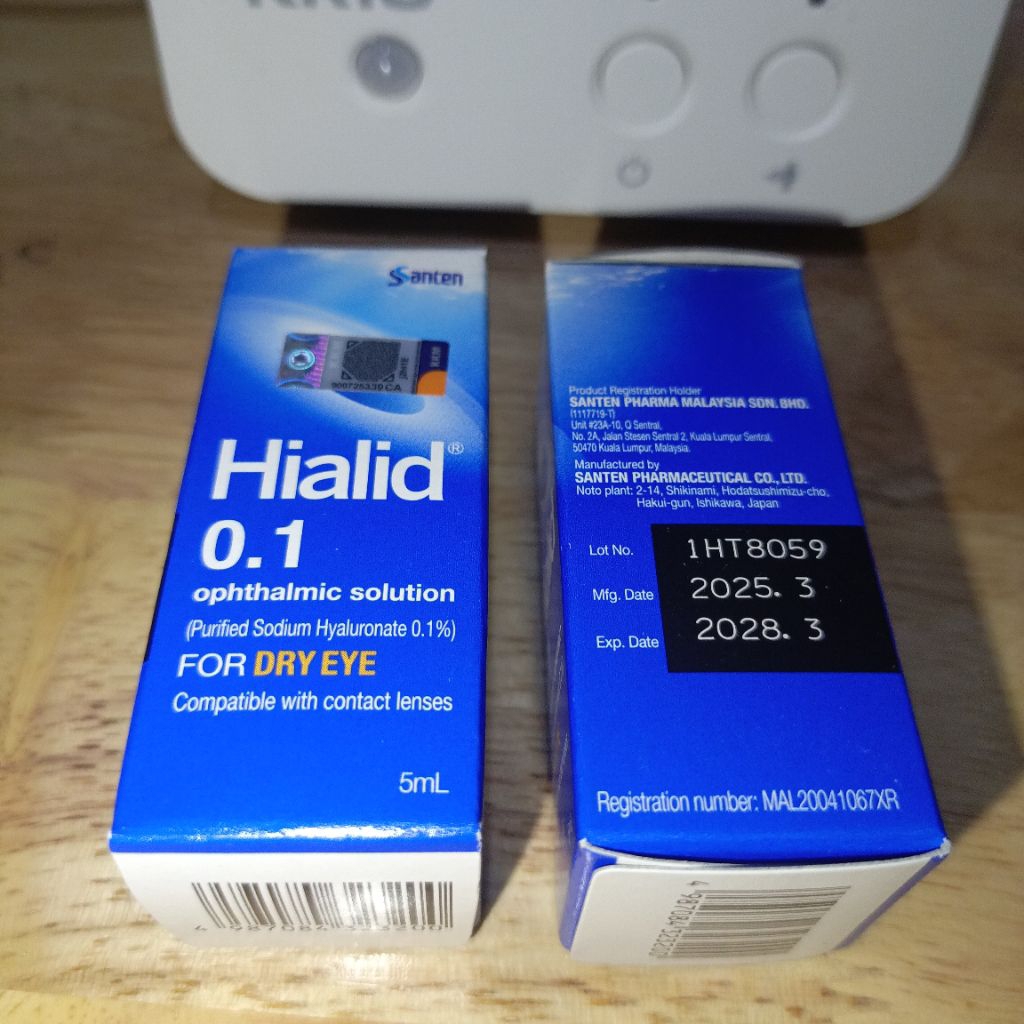 Santen
900725339 CA
Hialid®
0.1
ophthalmic solution
(Purified Sodium Hyaluronate 0.1%)
FOR DRY EYE
Compatible with contact lenses
5mL
Product Registration Holder
SANTEN PHARMA MALAYSIA SDN. BHD.
(1117719-T)
Unit #23A-10, Q Sentral,
No. 2A, Jalan Stesen Sentral 2, Kuala Lumpur Sentral,
50470 Kuala Lumpur, Malaysia.
Manufactured by
SANTEN PHARMACEUTICAL CO., LTD.
Noto plant: 2-14, Shikinami, Hodatsushimizu-cho,
Hakui-gun, Ishikawa, Japan
Lot No. 1HT8059
Mfg. Date 2025. 3
Exp. Date 2028. 3
Registration number: MAL20041067XR